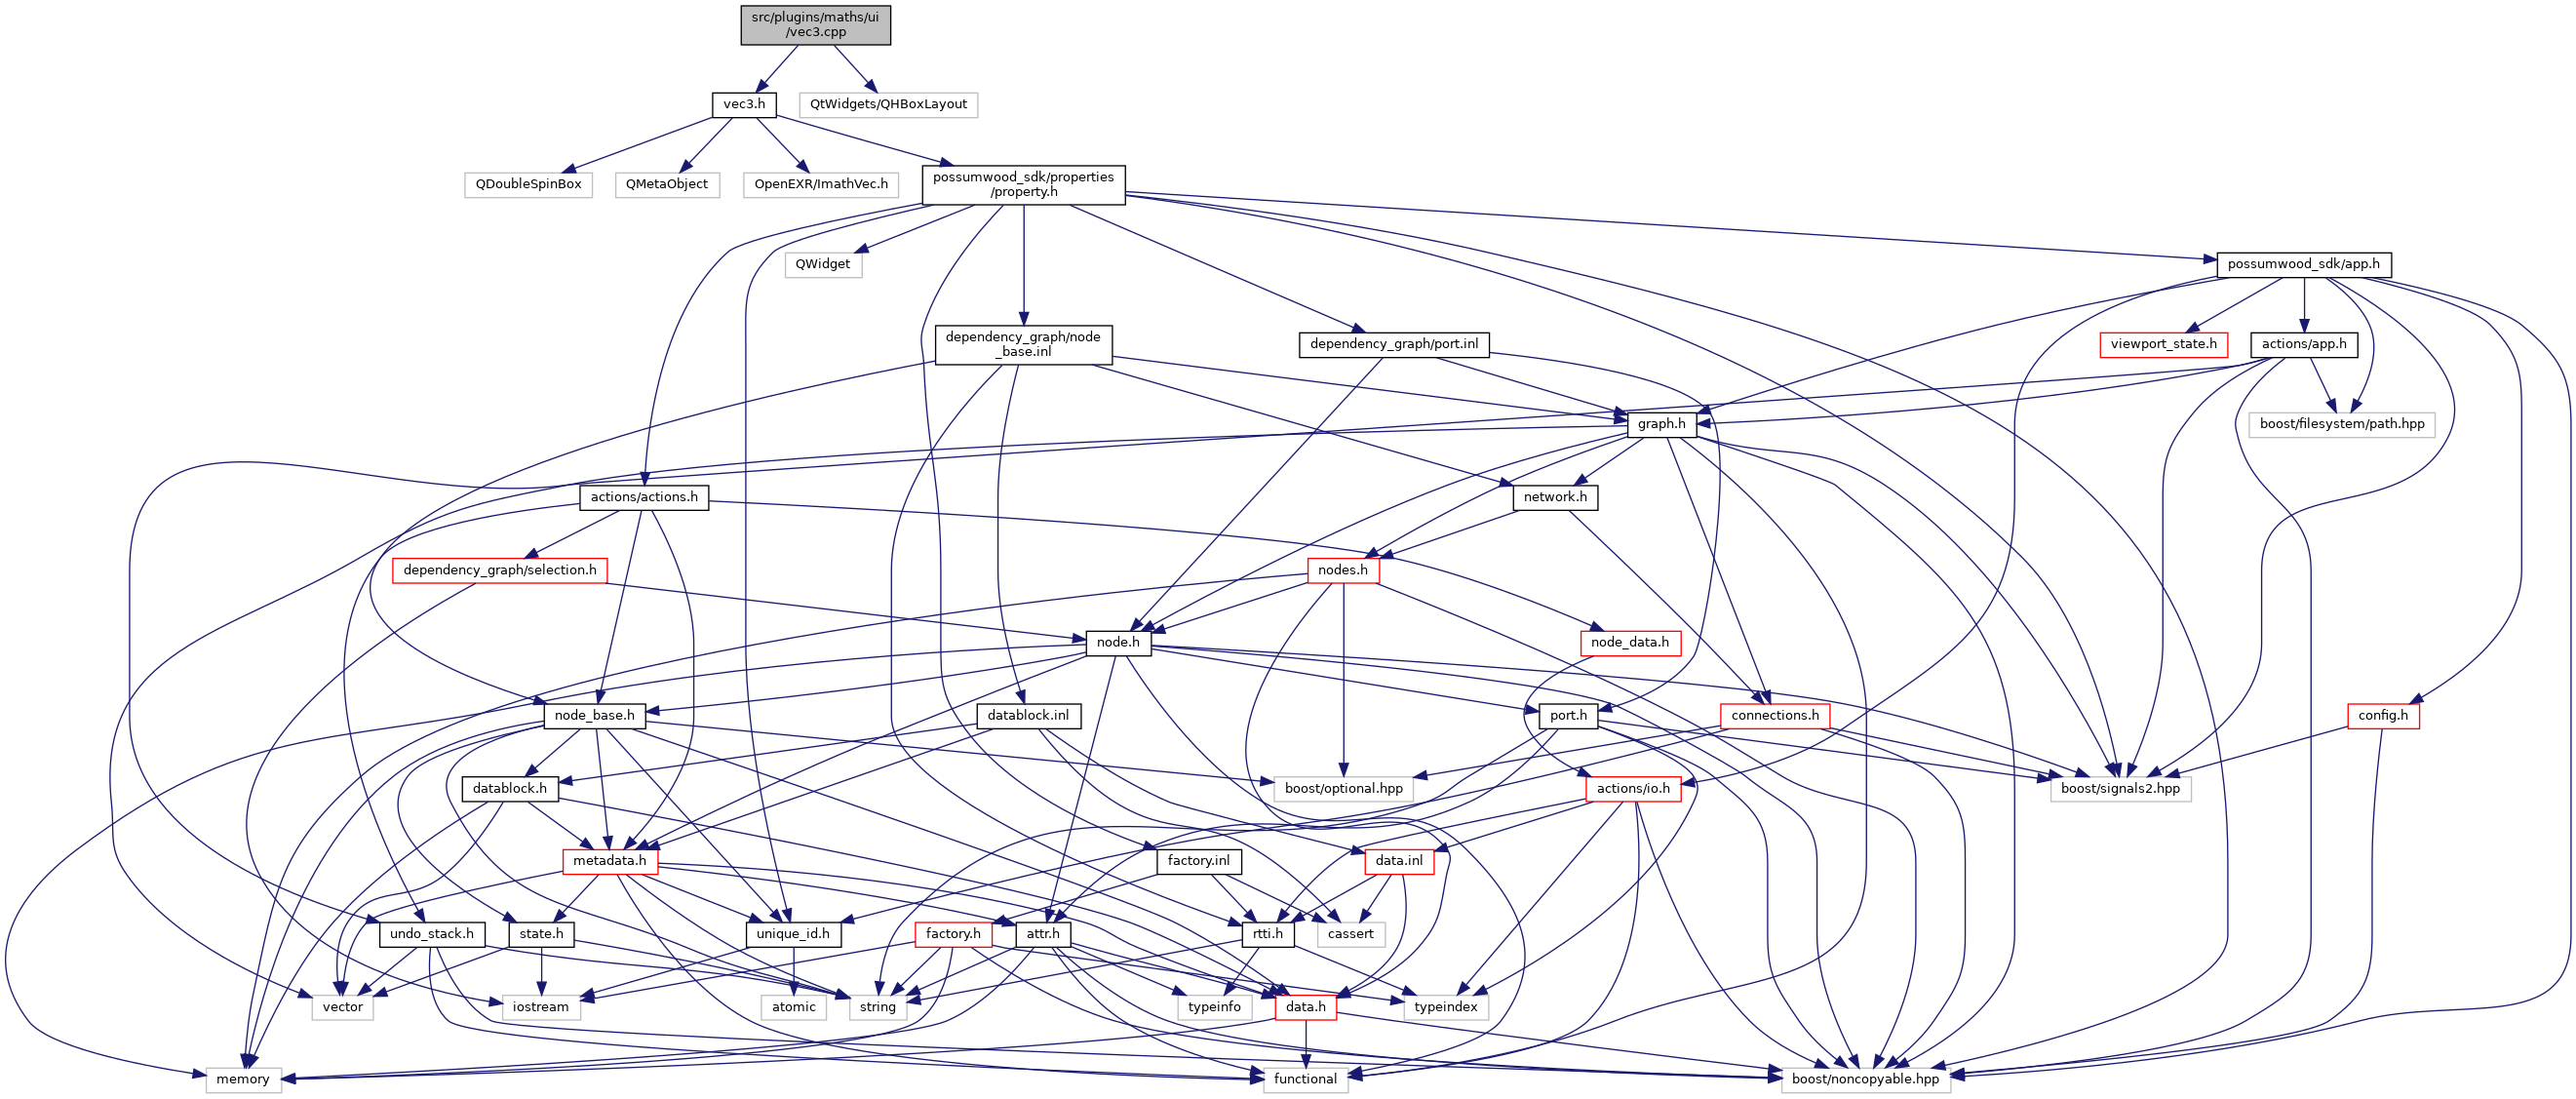 src/plugins/maths/ui
/vec3.cpp
vec3.h
QtWidgets/QHBoxLayout
QDoubleSpinBox
QMetaObject
OpenEXR/ImathVec.h
possumwood_sdk/properties
/property.h
QWidget
possumwood_sdk/app.h
dependency_graph/node
_base.inl
dependency_graph/port.inl
viewport_state.h
actions/app.h
graph.h
boost/filesystem/path.hpp
actions/actions.h
network.h
dependency_graph/selection.h
nodes.h
node.h
node_data.h
node_base.h
datablock.inl
port.h
connections.h
config.h
datablock.h
boost/optional.hpp
actions/io.h
boost/signals2.hpp
metadata.h
factory.inl
data.inl
undo_stack.h
state.h
unique_id.h
factory.h
attr.h
rtti.h
cassert
vector
iostream
atomic
string
typeinfo
data.h
typeindex
memory
functional
boost/noncopyable.hpp